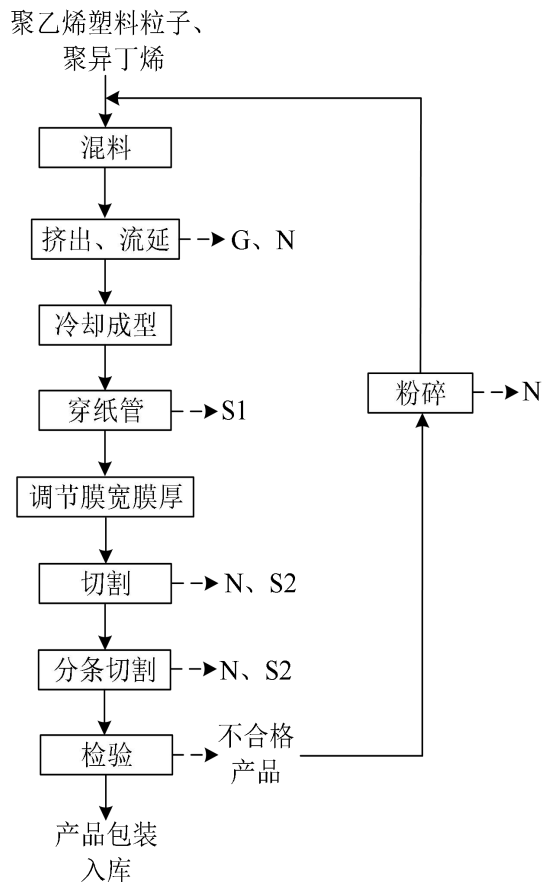 聚乙烯塑料粒子、
聚异丁烯
混料
挤出、流延
G、N
冷却成型
穿纸管
S1
粉碎
N
调节膜宽膜厚
切割
N、S2
分条切割
N、S2
检验
不合格
产品
产品包装
入库